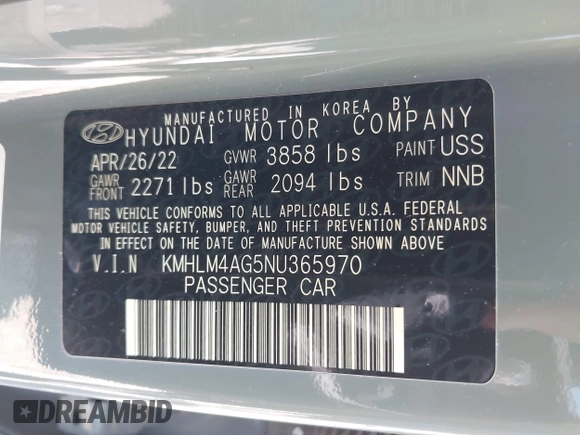 MANUFACTURED IN KOREA BY
HYUNDAI MOTOR COMPANY
APR/26/22 GVWR 3858 lbs PAINT USS
GAWR FRONT 2271 lbs GAWR REAR 2094 lbs TRIM NNB
THIS VEHICLE CONFORMS TO ALL APPLICABLE U.S.A. FEDERAL
MOTOR VEHICLE SAFETY, BUMPER, AND THEFT PREVENTION STANDARDS
IN EFFECT ON THE DATE OF MANUFACTURE SHOWN ABOVE.
V.I.N KMHLM4AG5NU365970
PASSENGER CAR
DREAMBID